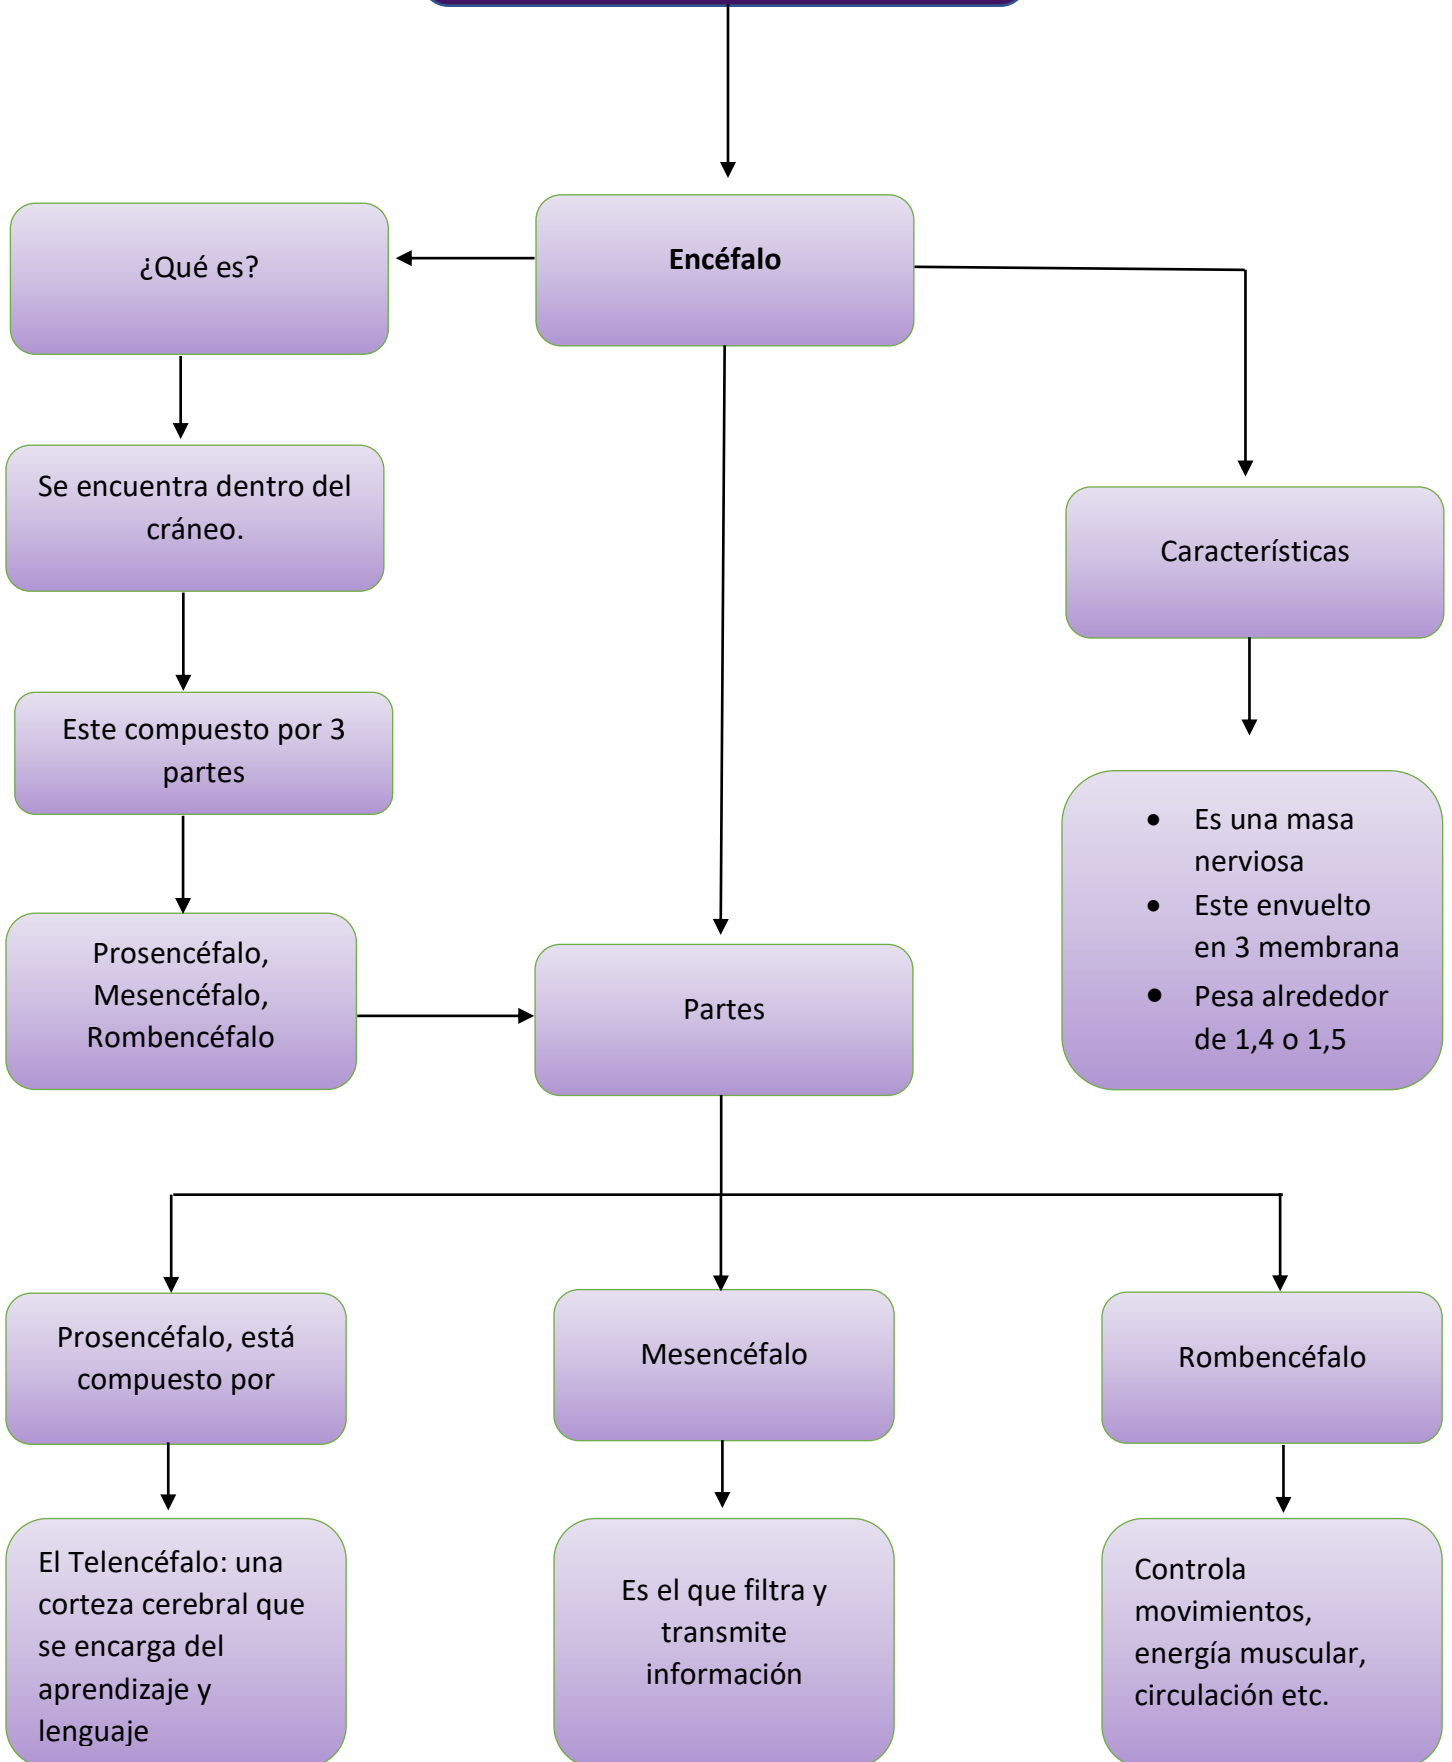 ¿Qué es?
Encéfalo
Se encuentra dentro del
cráneo.
Características
Este compuesto por 3
partes
Es una masa
nerviosa
Este envuelto
en 3 membrana
Pesa alrededor
de 1,4 o 1,5
Prosencéfalo,
Mesencéfalo,
Rombencéfalo
Partes
Prosencéfalo, está
compuesto por
Mesencéfalo
Rombencéfalo
El Telencéfalo: una
corteza cerebral que
se encarga del
aprendizaje y
lenguaje
Es el que filtra y
transmite
información
Controla
movimientos,
energía muscular,
circulación etc.